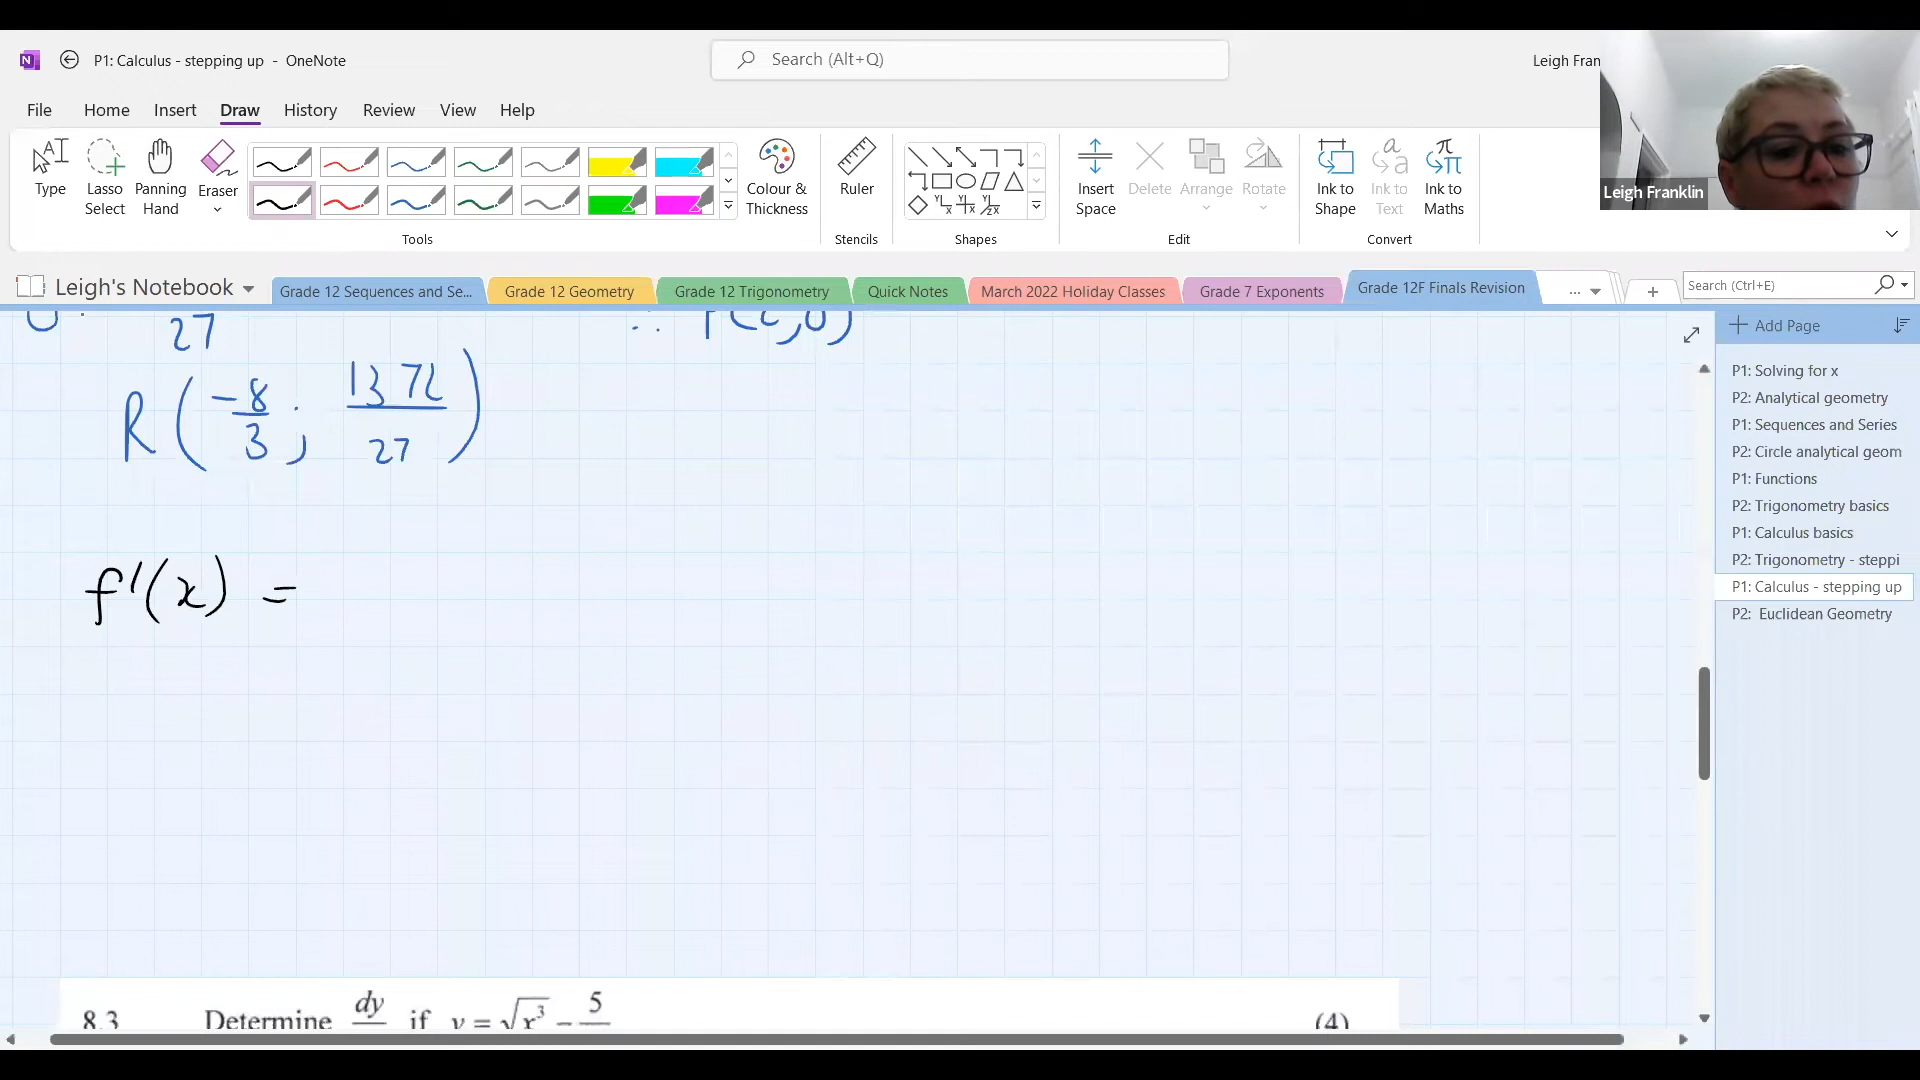 P1: Calculus - stepping up - OneNote
Search (Alt+Q)
Leigh Fran
File Home Insert Draw History Review View Help
Type
Lasso Select
Panning Hand
Eraser
Colour & Thickness
Ruler
Insert Space
Delete
Arrange
Rotate
Ink to Shape
Ink to Text
Ink to Maths
Leigh Franklin
Tools
Stencils
Shapes
Edit
Convert
Leigh's Notebook
Grade 12 Sequences and Se...
Grade 12 Geometry
Grade 12 Trigonometry
Quick Notes
March 2022 Holiday Classes
Grade 7 Exponents
Grade 12F Finals Revision
...
Search (Ctrl+E)
Add Page
P1: Solving for x
P2: Analytical geometry
P1: Sequences and Series
P2: Circle analytical geom
P1: Functions
P2: Trigonometry basics
P1: Calculus basics
P2: Trigonometry - steppi
P1: Calculus - stepping up
P2: Euclidean Geometry
27
R(-8/3 ; 1372/27)
f'(x) =
8.3 Determine dy if y = √x³ - 5 (4)